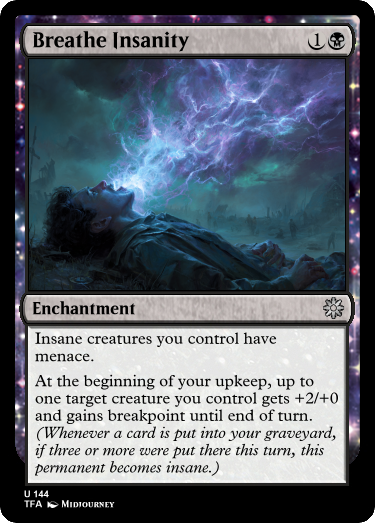 Breathe Insanity 1
Enchantment
Insane creatures you control have
menace.
At the beginning of your upkeep, up to
one target creature you control gets +2/+0
and gains breakpoint until end of turn.
(Whenever a card is put into your graveyard,
if three or more were put there this turn, this
permanent becomes insane.)
U 144
TFA Midjourney